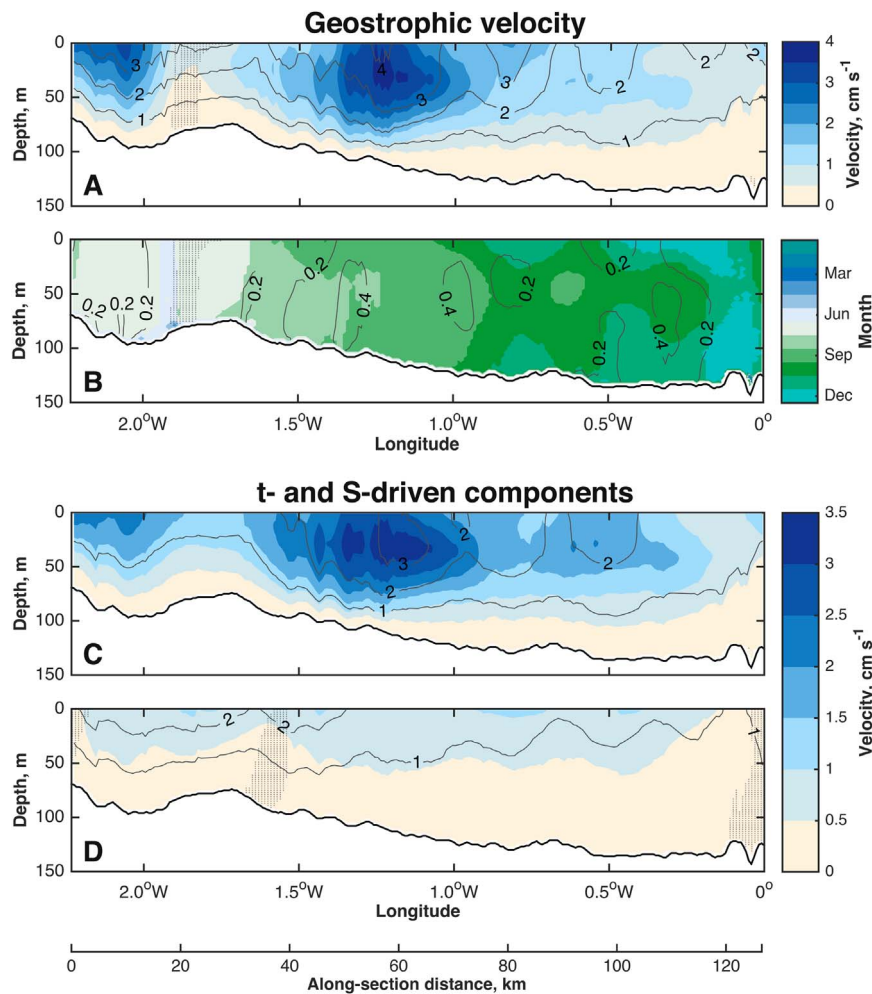 Geostrophic velocity
0
50
100
150
Depth, m
A
3
2
1
4
3
3
2
2
1
2
2
4
3
2
1
0
Velocity, cm s⁻¹
0
50
100
150
Depth, m
B
0.2
0.2
0.2
0.2
0.2
0.4
0.4
0.2
0.2
0.2
0.4
0.2
Mar
Jun
Sep
Dec
Month
2.0°W
1.5°W
1.0°W
0.5°W
0°
Longitude
t- and S-driven components
0
50
100
150
Depth, m
C
3
2
1
2
2
3.5
3
2.5
2
1.5
1
0.5
0
Velocity, cm s⁻¹
0
50
100
150
Depth, m
D
2
2
1
1
2.0°W
1.5°W
1.0°W
0.5°W
0°
Longitude
0
20
40
60
80
100
120
Along-section distance, km